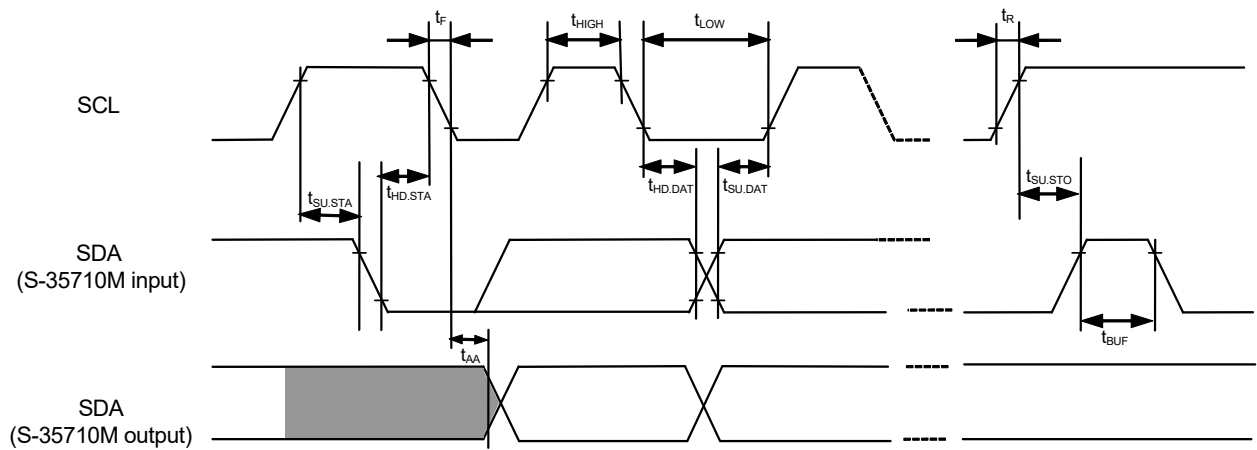 tF
tHIGH
tLOW
tR
SCL
tSU.STA
tHD.STA
tHD.DAT
tSU.DAT
tSU.STO
SDA
(S-35710M input)
tBUF
tAA
SDA
(S-35710M output)